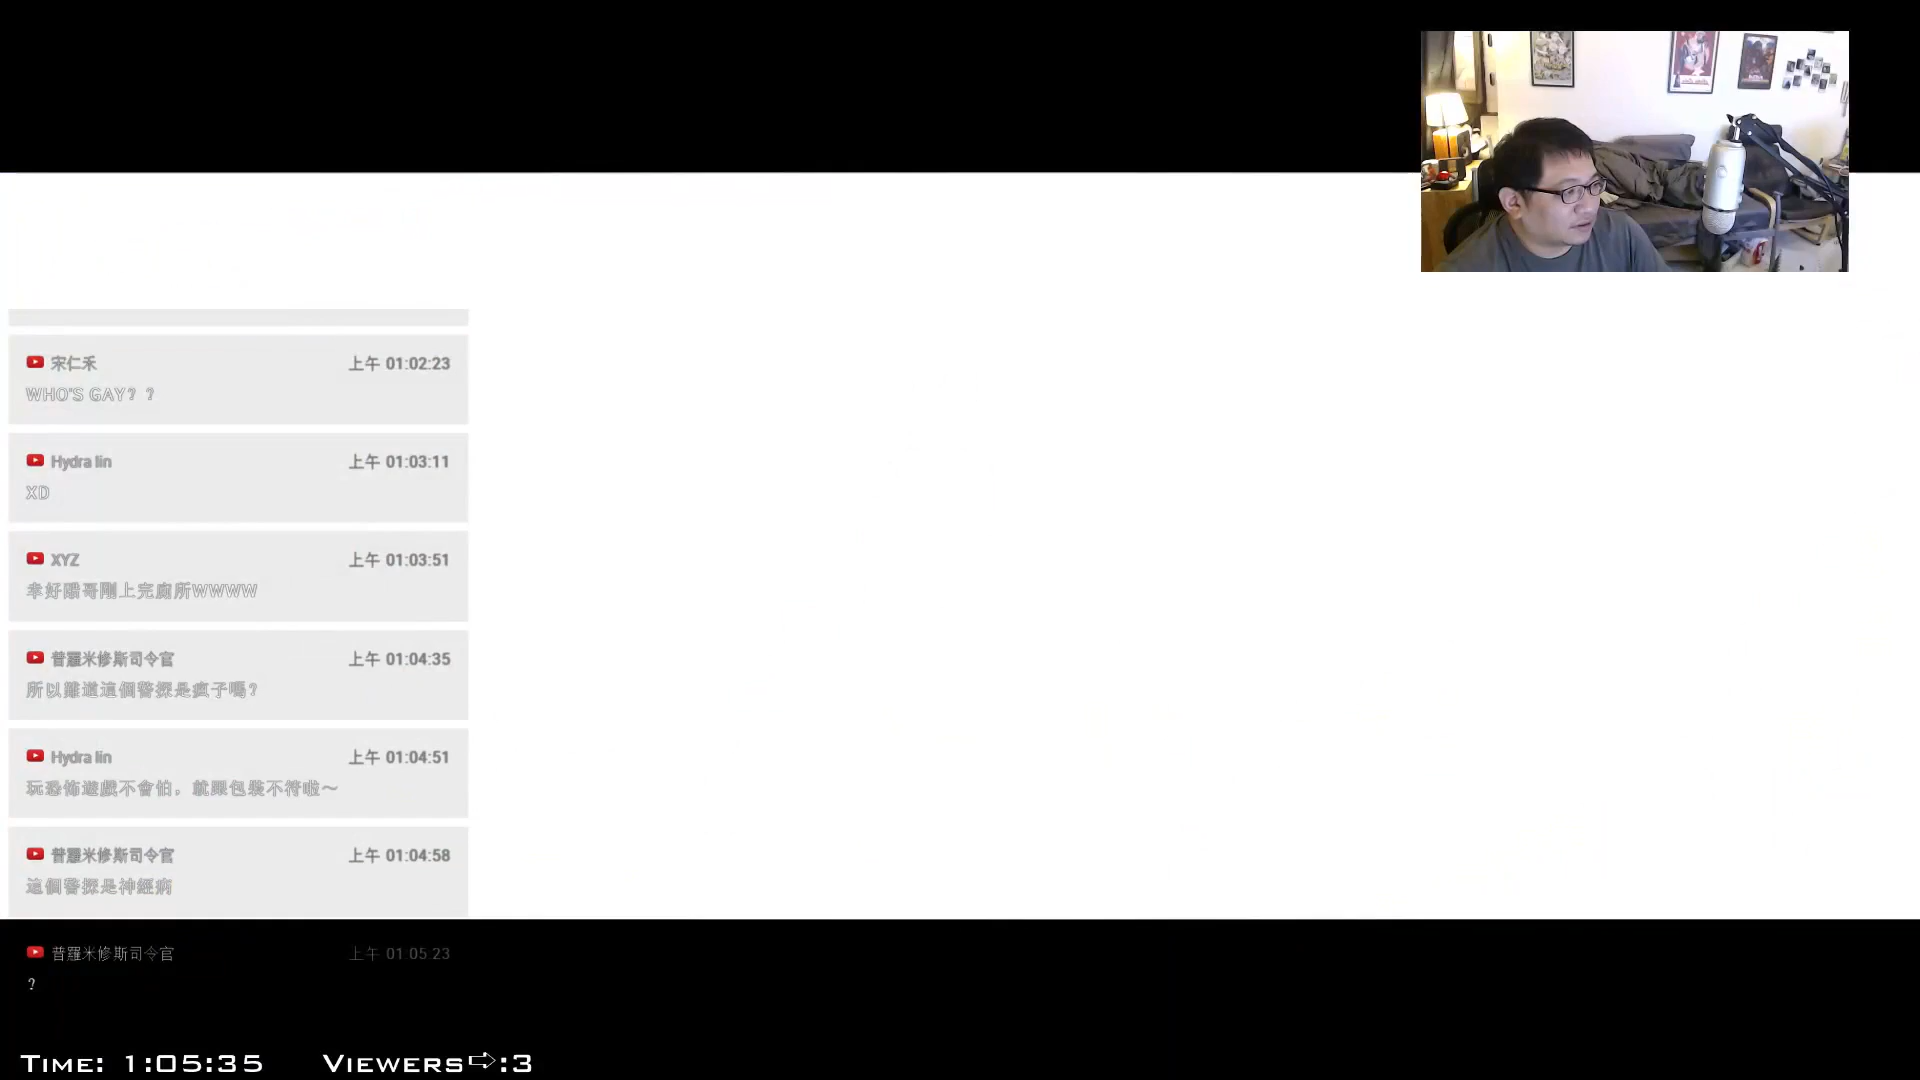 宋仁禾 上午 01:02:23
WHO'S GAY? ?
Hydra lin 上午 01:03:11
XD
XYZ 上午 01:03:51
幸好階哥剛上完廁所WWWW
普羅米修斯司令官 上午 01:04:35
所以難道這個警探是瘋子嗎?
Hydra lin 上午 01:04:51
玩恐怖遊戲不會怕，就跟包裝不符啦～
普羅米修斯司令官 上午 01:04:58
這個警探是神經病
普羅米修斯司令官 上午 01:05:23
?
TIME: 1:05:35 VIEWERS➪:3